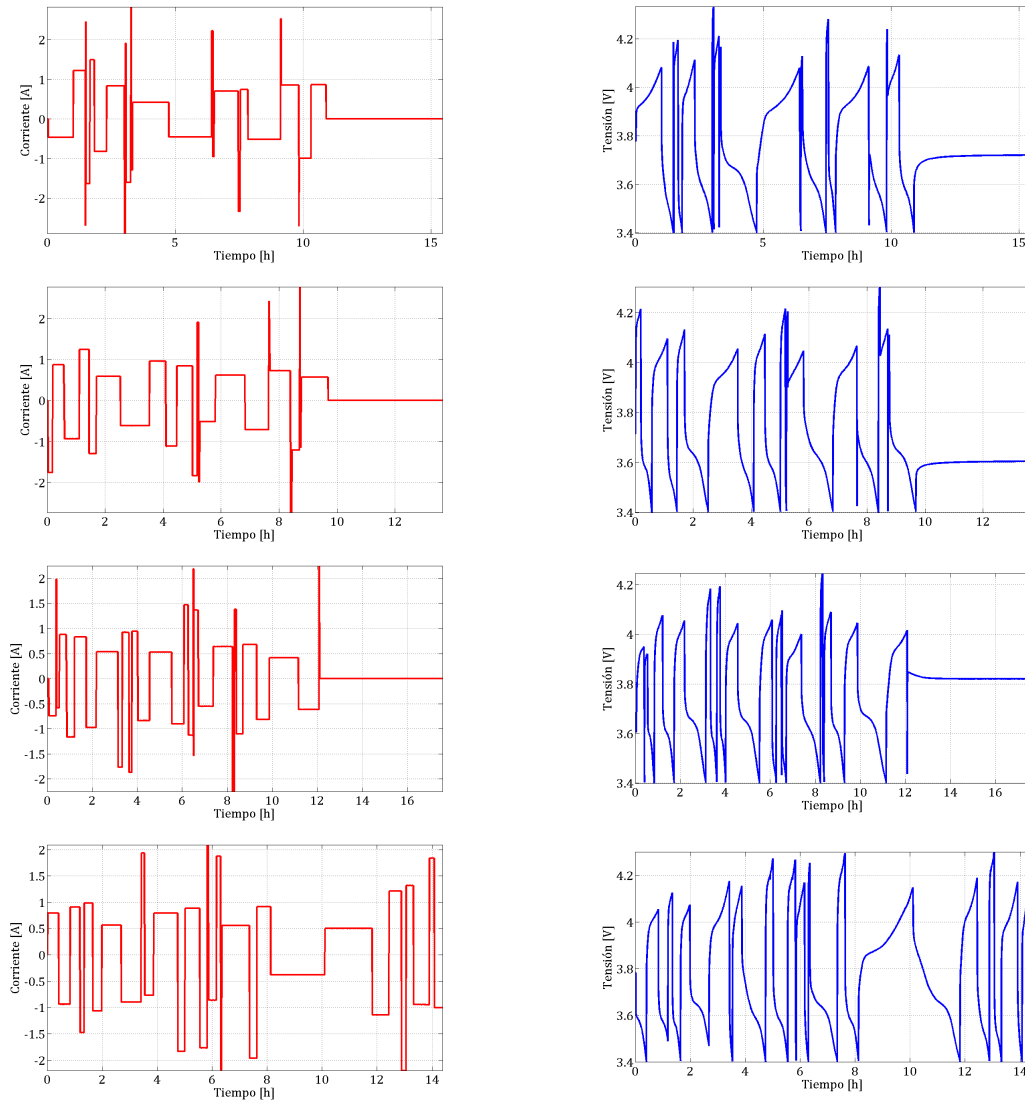 2
1
0
-1
-2
Corriente [A]
0 5 10 15
Tiempo [h]
4.2
4
3.8
3.6
3.4
Tensión [V]
0 5 10 15
Tiempo [h]
2
1
0
-1
-2
Corriente [A]
0 2 4 6 8 10 12
Tiempo [h]
4.2
4
3.8
3.6
3.4
Tensión [V]
0 2 4 6 8 10 12
Tiempo [h]
2
1.5
1
0.5
0
-0.5
-1
-1.5
-2
Corriente [A]
0 2 4 6 8 10 12 14 16
Tiempo [h]
4.2
4
3.8
3.6
3.4
Tensión [V]
0 2 4 6 8 10 12 14 16
Tiempo [h]
2
1.5
1
0.5
0
-0.5
-1
-1.5
-2
Corriente [A]
0 2 4 6 8 10 12 14
Tiempo [h]
4.2
4
3.8
3.6
3.4
Tensión [V]
0 2 4 6 8 10 12 14
Tiempo [h]